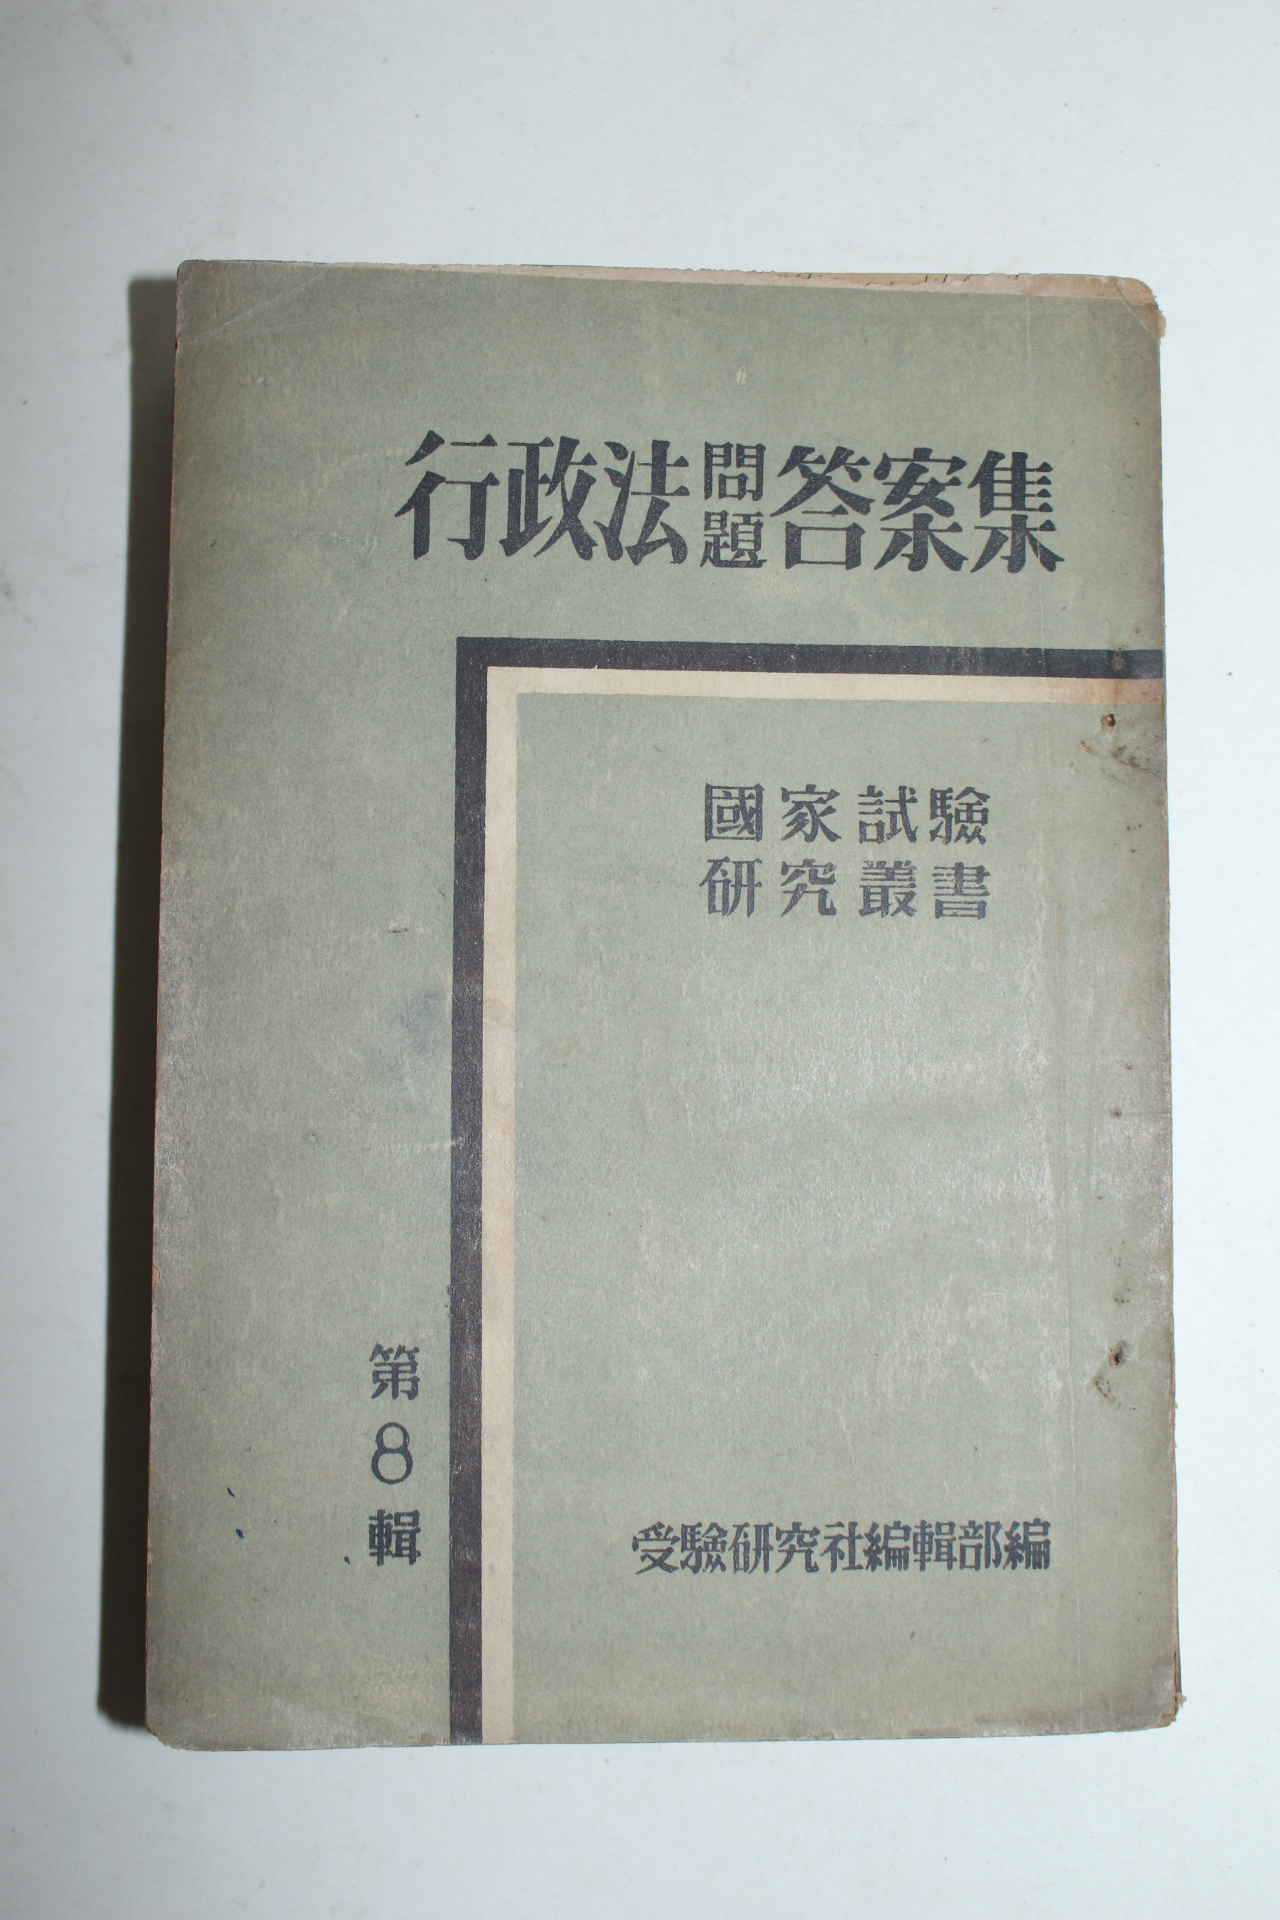 行政法問題答案集
國家試驗
研究叢書
第8輯
受驗研究社編輯部編